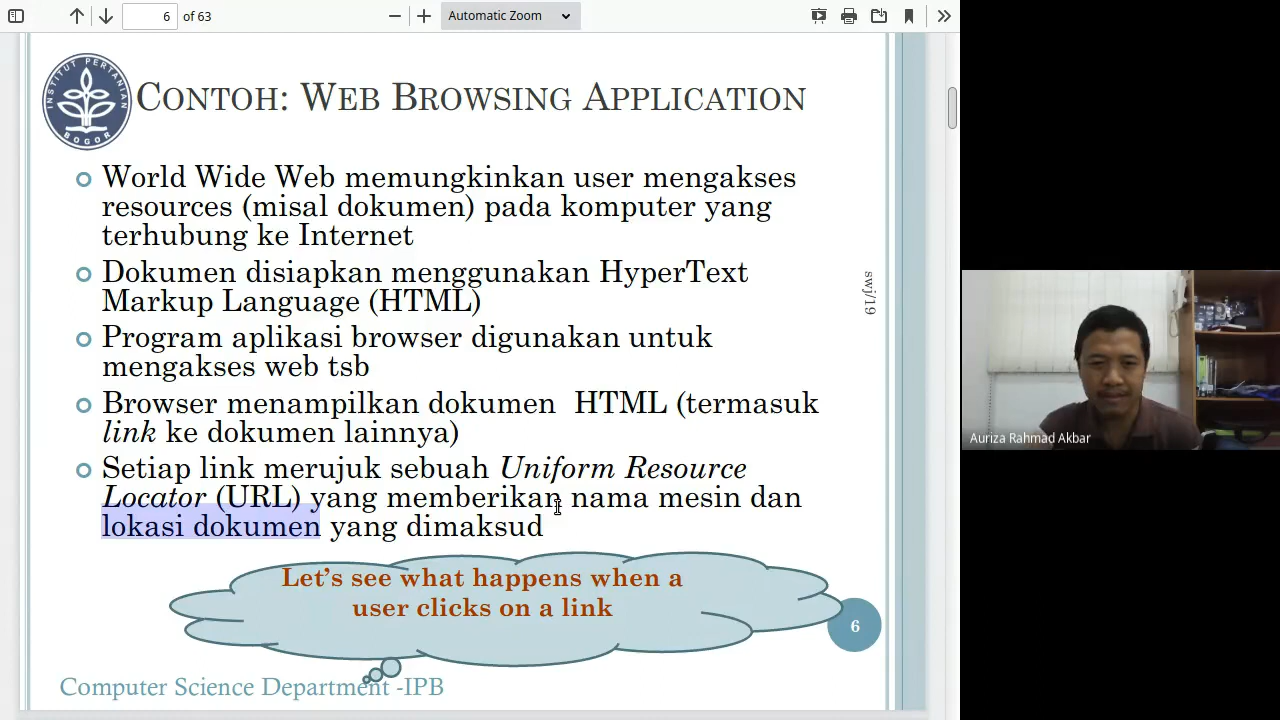 6 of 63
Automatic Zoom
INSTITUT PERTANIAN
BOGOR
CONTOH: WEB BROWSING APPLICATION
World Wide Web memungkinkan user mengakses
resources (misal dokumen) pada komputer yang
terhubung ke Internet
Dokumen disiapkan menggunakan HyperText
Markup Language (HTML)
Program aplikasi browser digunakan untuk
mengakses web tsb
Browser menampilkan dokumen HTML (termasuk
link ke dokumen lainnya)
Setiap link merujuk sebuah Uniform Resource
Locator (URL) yang memberikan nama mesin dan
lokasi dokumen yang dimaksud
Let's see what happens when a
user clicks on a link
swj/19
6
Computer Science Department -IPB
Auriza Rahmad Akbar